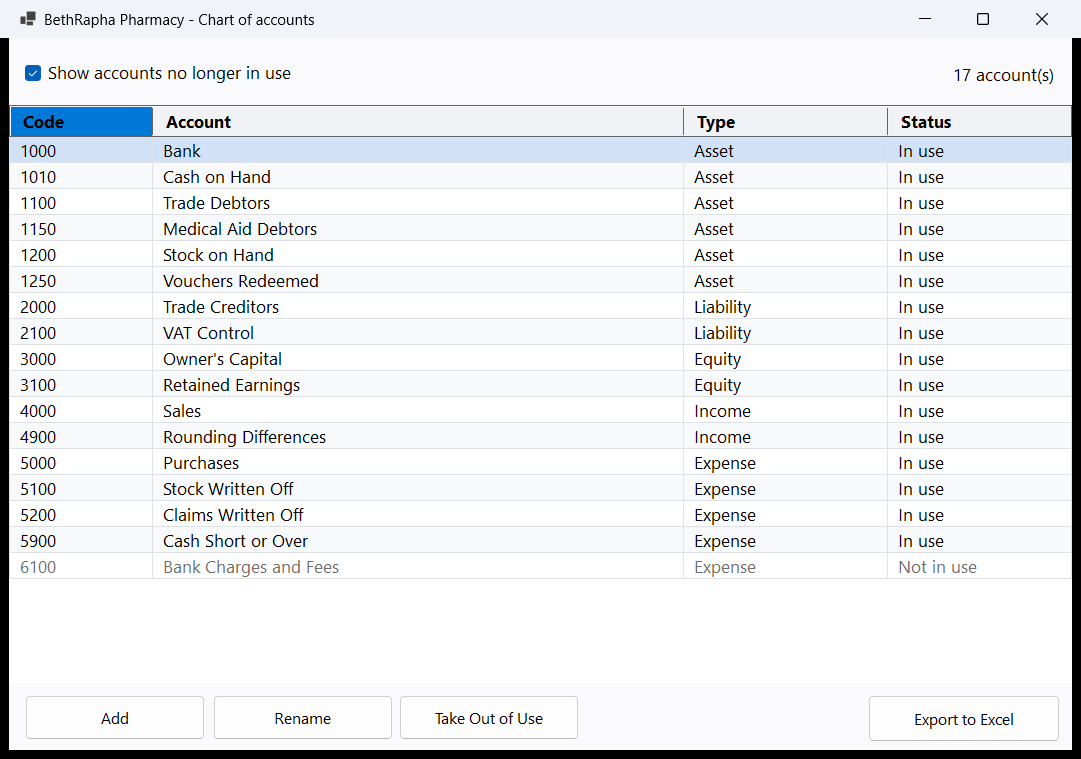 BethRapha Pharmacy - Chart of accounts
Show accounts no longer in use 17 account(s)
Code Account Type Status
1000 Bank Asset In use
1010 Cash on Hand Asset In use
1100 Trade Debtors Asset In use
1150 Medical Aid Debtors Asset In use
1200 Stock on Hand Asset In use
1250 Vouchers Redeemed Asset In use
2000 Trade Creditors Liability In use
2100 VAT Control Liability In use
3000 Owner's Capital Equity In use
3100 Retained Earnings Equity In use
4000 Sales Income In use
4900 Rounding Differences Income In use
5000 Purchases Expense In use
5100 Stock Written Off Expense In use
5200 Claims Written Off Expense In use
5900 Cash Short or Over Expense In use
6100 Bank Charges and Fees Expense Not in use
Add Rename Take Out of Use Export to Excel